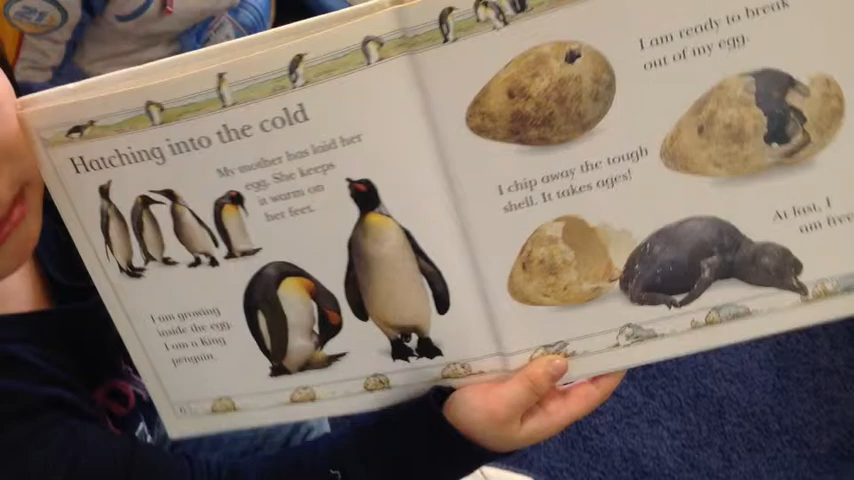 Hatching into the cold
My mother has laid her
egg. She keeps
it warm on
her feet.
I am growing
inside the egg.
I am a King
penguin.
6
I am ready to break
out of my egg.
I chip away the tough
shell. It takes ages!
At last, I
am free